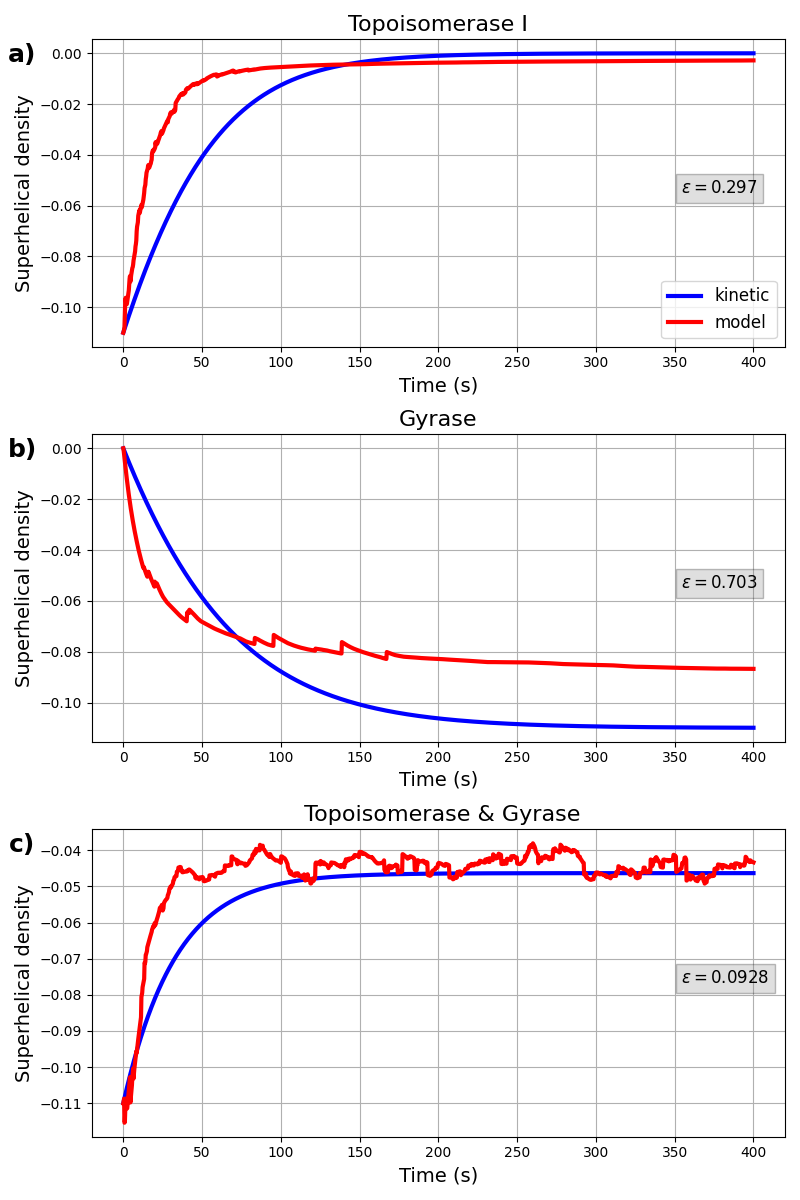 Topoisomerase I
a)
0.00
−0.02
−0.04
−0.06
−0.08
−0.10
Superhelical density
ε = 0.297
kinetic
model
0 50 100 150 200 250 300 350 400
Time (s)
Gyrase
b)
0.00
−0.02
−0.04
−0.06
−0.08
−0.10
Superhelical density
ε = 0.703
0 50 100 150 200 250 300 350 400
Time (s)
Topoisomerase & Gyrase
c)
−0.04
−0.05
−0.06
−0.07
−0.08
−0.09
−0.10
−0.11
Superhelical density
ε = 0.0928
0 50 100 150 200 250 300 350 400
Time (s)